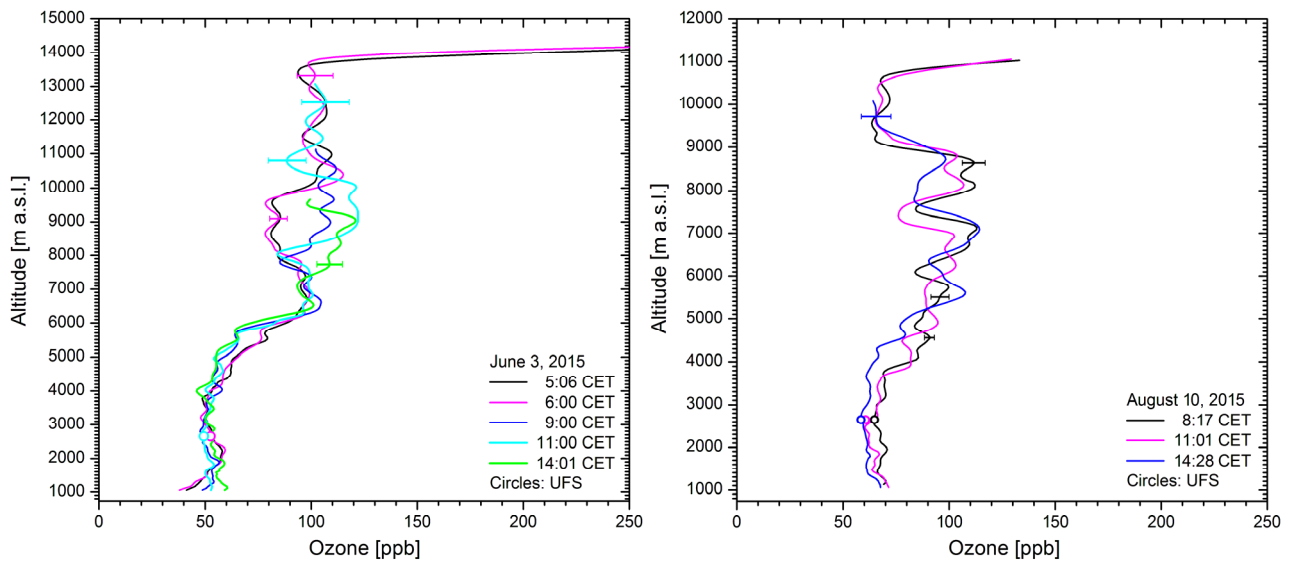 15000
14000
13000
12000
11000
10000
9000
8000
7000
6000
5000
4000
3000
2000
1000
Altitude [m a.s.l.]
June 3, 2015
5:06 CET
6:00 CET
9:00 CET
11:00 CET
14:01 CET
Circles: UFS
0 50 100 150 200 250
Ozone [ppb]
12000
11000
10000
9000
8000
7000
6000
5000
4000
3000
2000
1000
Altitude [m a.s.l.]
August 10, 2015
8:17 CET
11:01 CET
14:28 CET
Circles: UFS
0 50 100 150 200 250
Ozone [ppb]